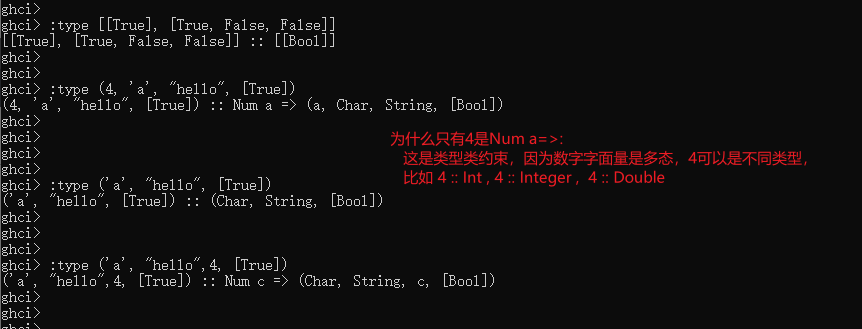 ghci>
ghci> :type [[True], [True, False, False]]
[[True], [True, False, False]] :: [[Bool]]
ghci>
ghci>
ghci> :type (4, 'a', "hello", [True])
(4, 'a', "hello", [True]) :: Num a => (a, Char, String, [Bool])
ghci>
ghci>
为什么只有4是Num a=>:
ghci>
这是类型类约束，因为数字字面量是多态，4可以是不同类型，
ghci>
比如 4 :: Int , 4 :: Integer , 4 :: Double
ghci> :type ('a', "hello", [True])
('a', "hello", [True]) :: (Char, String, [Bool])
ghci>
ghci>
ghci>
ghci> :type ('a', "hello",4, [True])
('a', "hello",4, [True]) :: Num c => (Char, String, c, [Bool])
ghci>
ghci>
ghci>